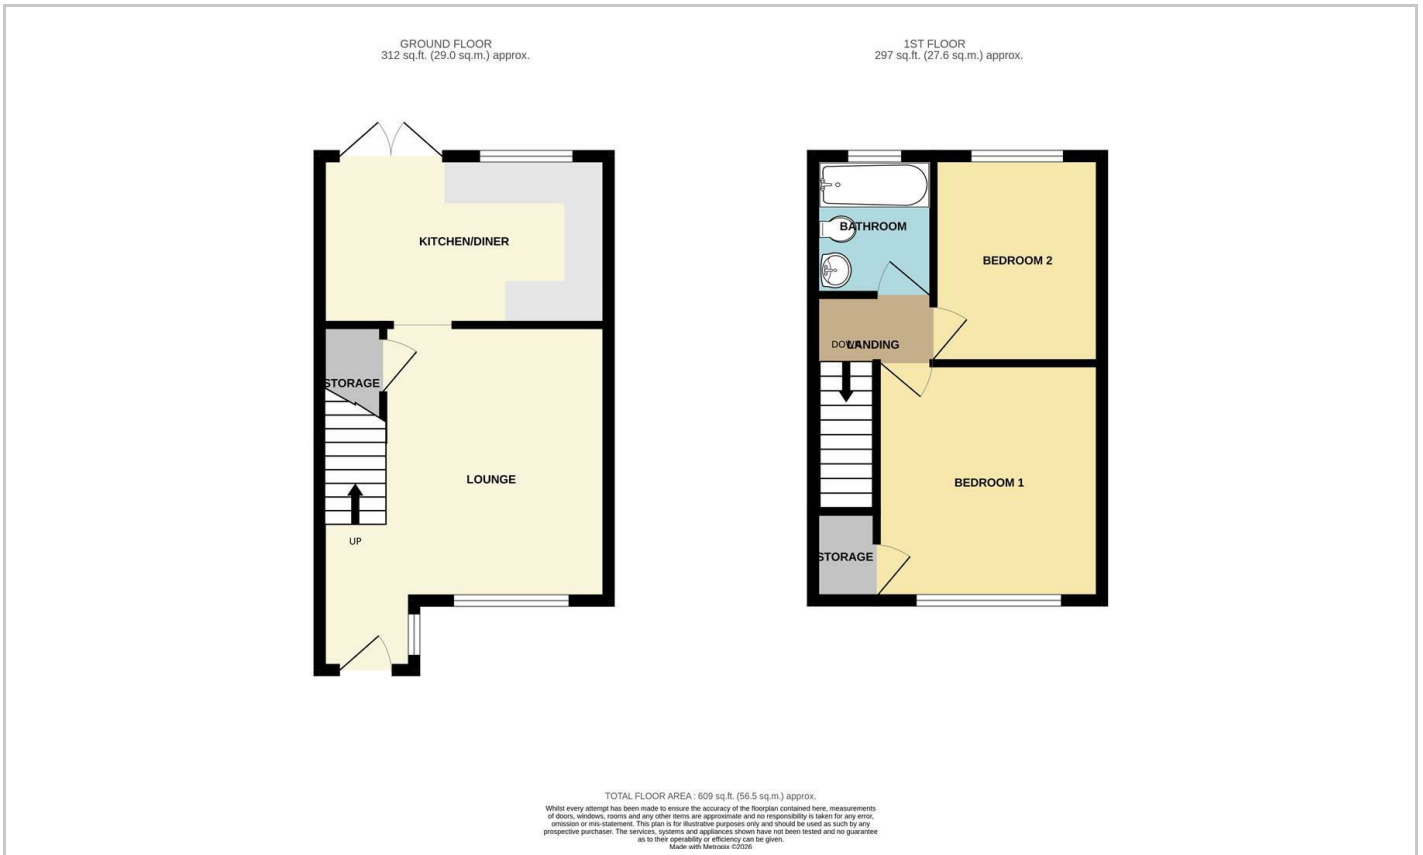 GROUND FLOOR
312 sq.ft. (29.0 sq.m.) approx.
1ST FLOOR
297 sq.ft. (27.6 sq.m.) approx.
KITCHEN/DINER
STORAGE
LOUNGE
UP
BATHROOM
BEDROOM 2
DOWN
LANDING
BEDROOM 1
STORAGE
TOTAL FLOOR AREA : 609 sq.ft. (56.5 sq.m.) approx.
Whilst every attempt has been made to ensure the accuracy of the floorplan contained here, measurements
of doors, windows, rooms and any other items are approximate and no responsibility is taken for any error,
omission or mis-statement. This plan is for illustrative purposes only and should be used as such by any
prospective purchaser. The services, systems and appliances shown have not been tested and no guarantee
as to their operability or efficiency can be given.
Made with Metropix ©2026